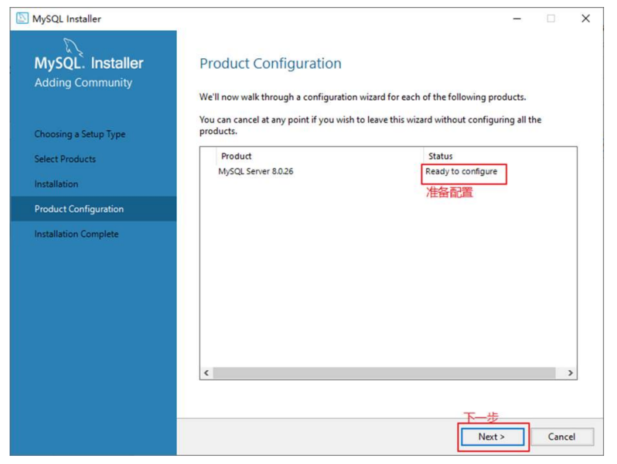 MySQL Installer
MySQL. Installer
Adding Community
Choosing a Setup Type
Select Products
Installation
Product Configuration
Installation Complete
Product Configuration
We'll now walk through a configuration wizard for each of the following products.
You can cancel at any point if you wish to leave this wizard without configuring all the
products.
Product Status
MySQL Server 8.0.26 Ready to configure
准备配置
下一步
Next > Cancel